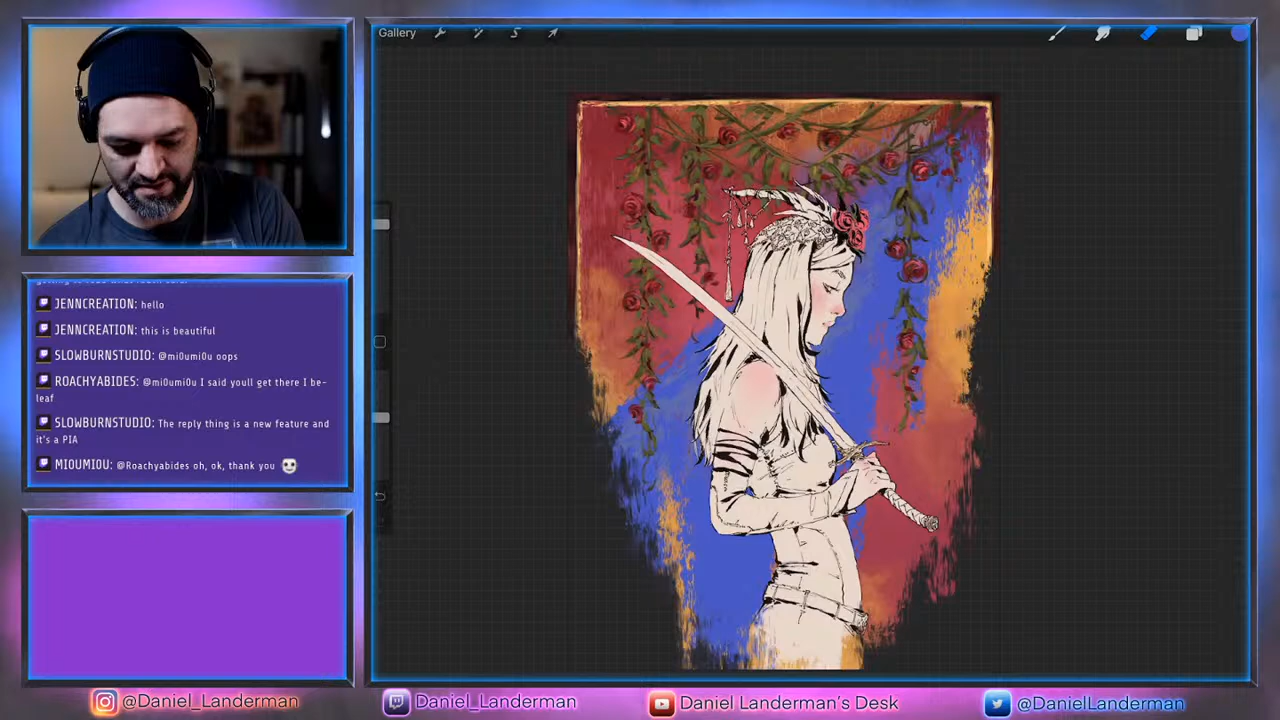 Gallery
JENNCREATION: hello
JENNCREATION: this is beautiful
SLOWBURNSTUDIO: @mi0umi0u oops
ROACHYABIDES: @mi0umi0u I said youll get there I be-
leaf
SLOWBURNSTUDIO: The reply thing is a new feature and
it's a PIA
MIOUMIOU: @Roachyabides oh, ok, thank you
@Daniel_Landerman
Daniel_Landerman
Daniel Landerman's Desk
@DanielLanderman